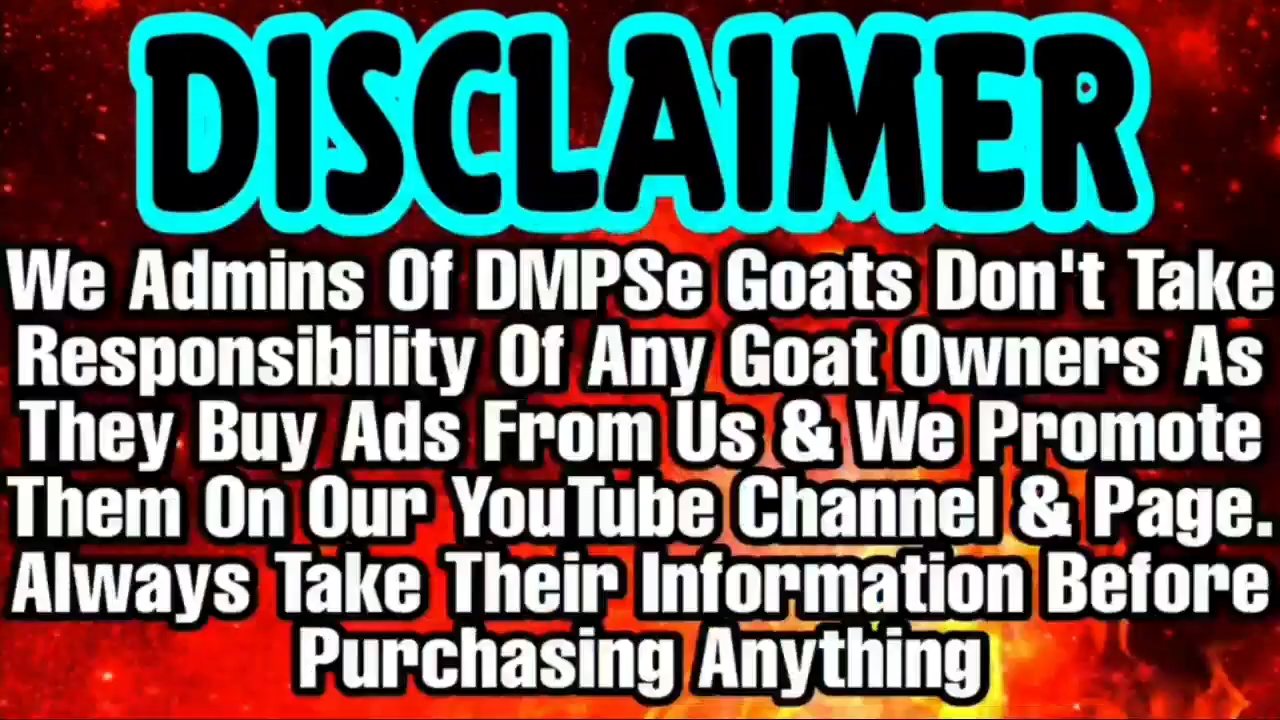 DISCLAIMER
We Admins Of DMPSe Goats Don't Take
Responsibility Of Any Goat Owners As
They Buy Ads From Us & We Promote
Them On Our YouTube Channel & Page.
Always Take Their Information Before
Purchasing Anything